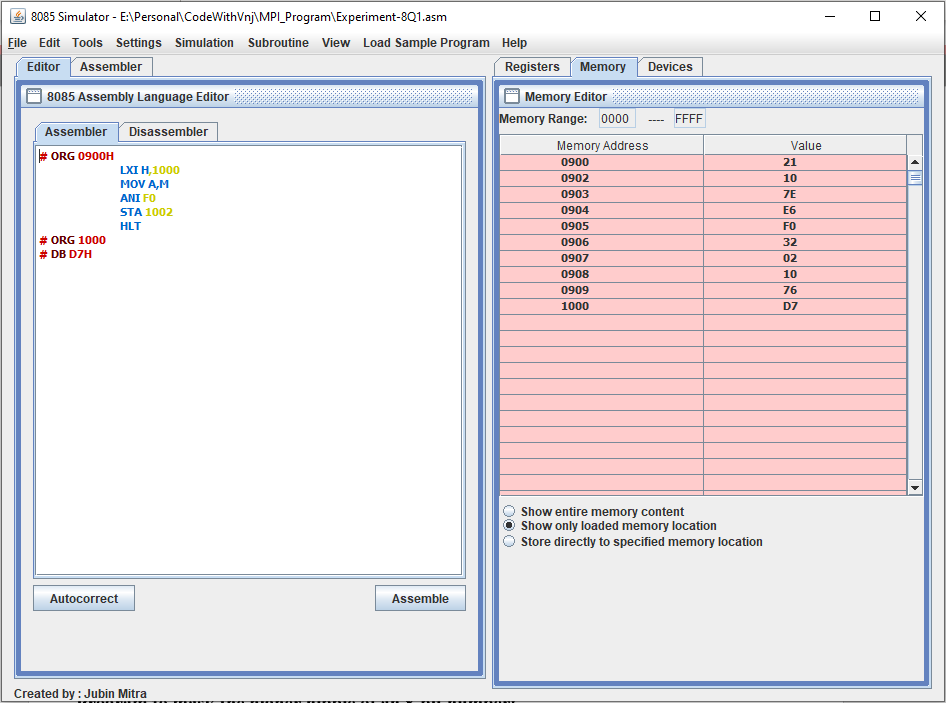 8085 Simulator - E:\Personal\CodeWithVnj\MPI_Program\Experiment-8Q1.asm
File Edit Tools Settings Simulation Subroutine View Load Sample Program Help
Editor Assembler
8085 Assembly Language Editor
Assembler Disassembler
# ORG 0900H
LXI H,1000
MOV A,M
ANI F0
STA 1002
HLT
# ORG 1000
# DB D7H
Autocorrect Assemble
Registers Memory Devices
Memory Editor
Memory Range: 0000 ---- FFFF
Memory Address Value
0900 21
0902 10
0903 7E
0904 E6
0905 F0
0906 32
0907 02
0908 10
0909 76
1000 D7
Show entire memory content
Show only loaded memory location
Store directly to specified memory location
Created by : Jubin Mitra